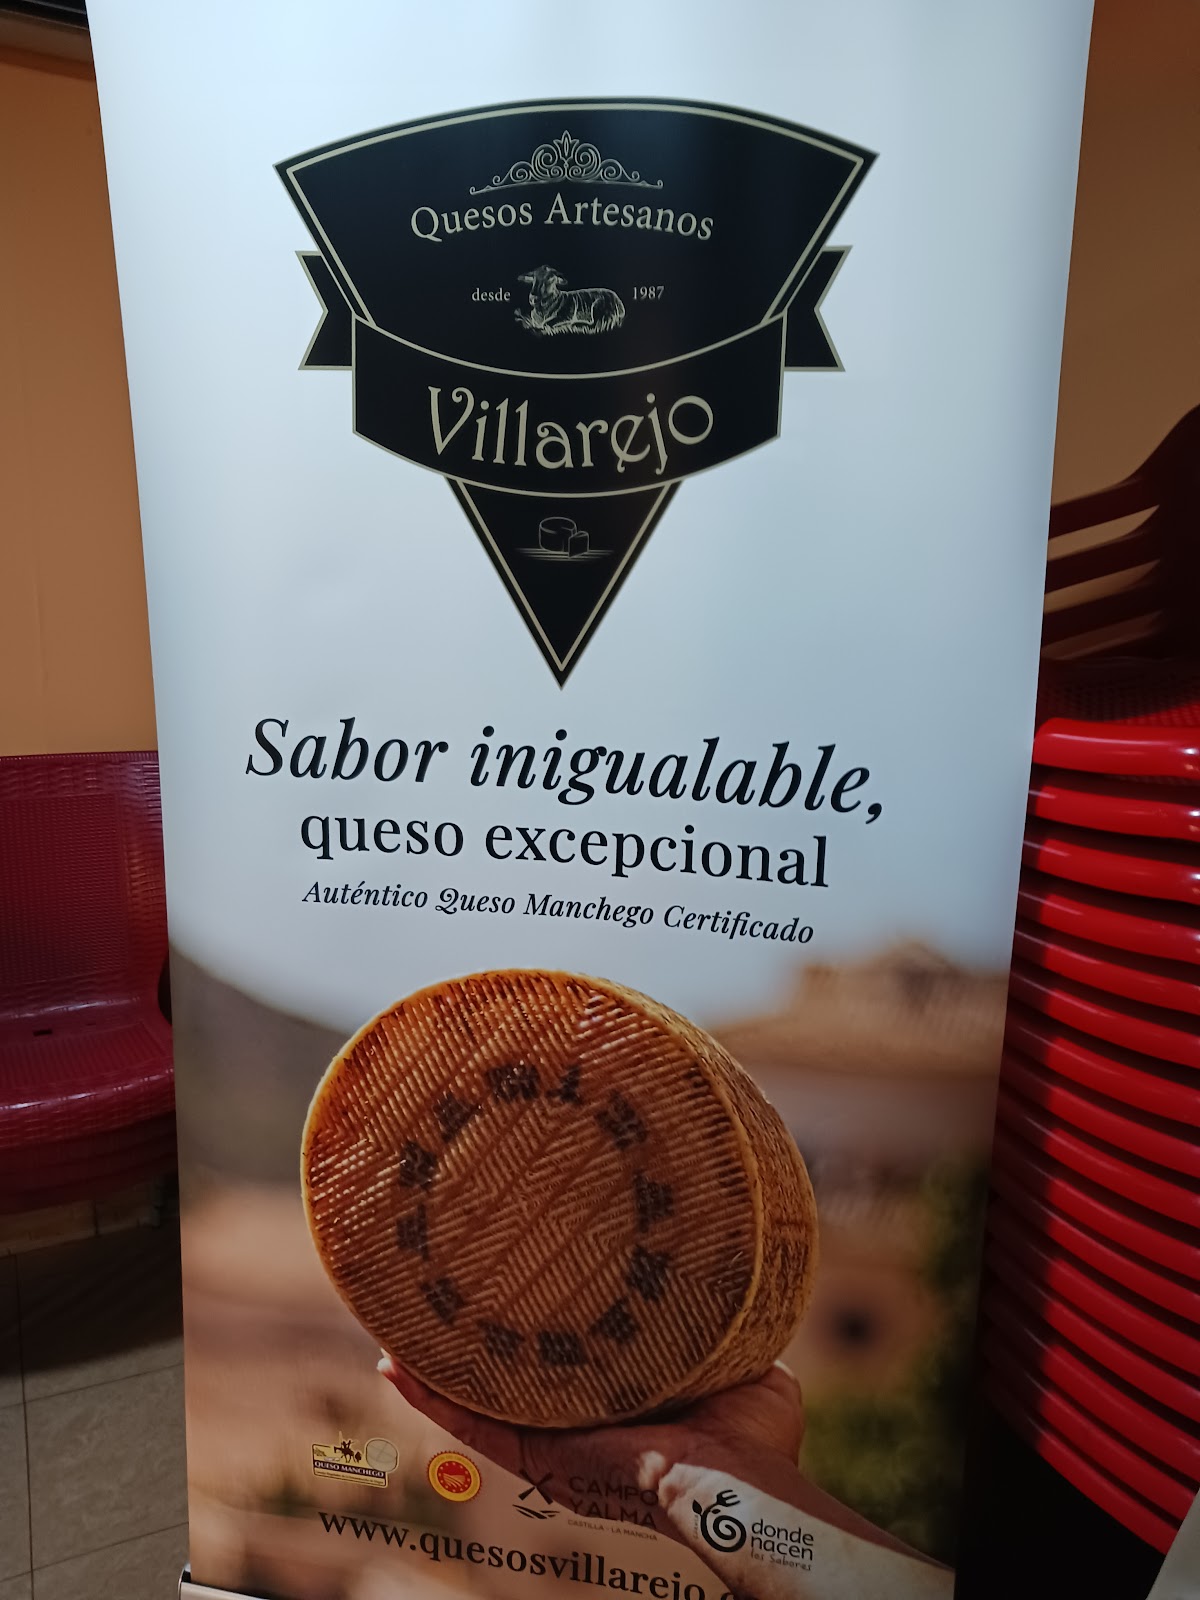 Quesos Artesanos
desde 1987
Villarejo
Sabor inigualable,
queso excepcional
Auténtico Queso Manchego Certificado
QUESO MANCHEGO
CAMPO
Y ALMA
CASTILLA - LA MANCHA
donde
nacen
los Sabores
www.quesosvillarejo.